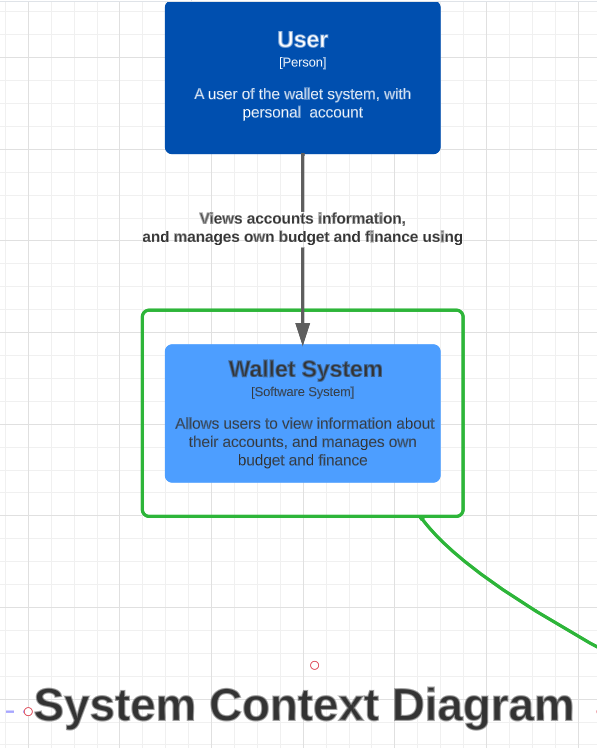 User
[Person]
A user of the wallet system, with
personal account
Views accounts information,
and manages own budget and finance using
Wallet System
[Software System]
Allows users to view information about
their accounts, and manages own
budget and finance
System Context Diagram